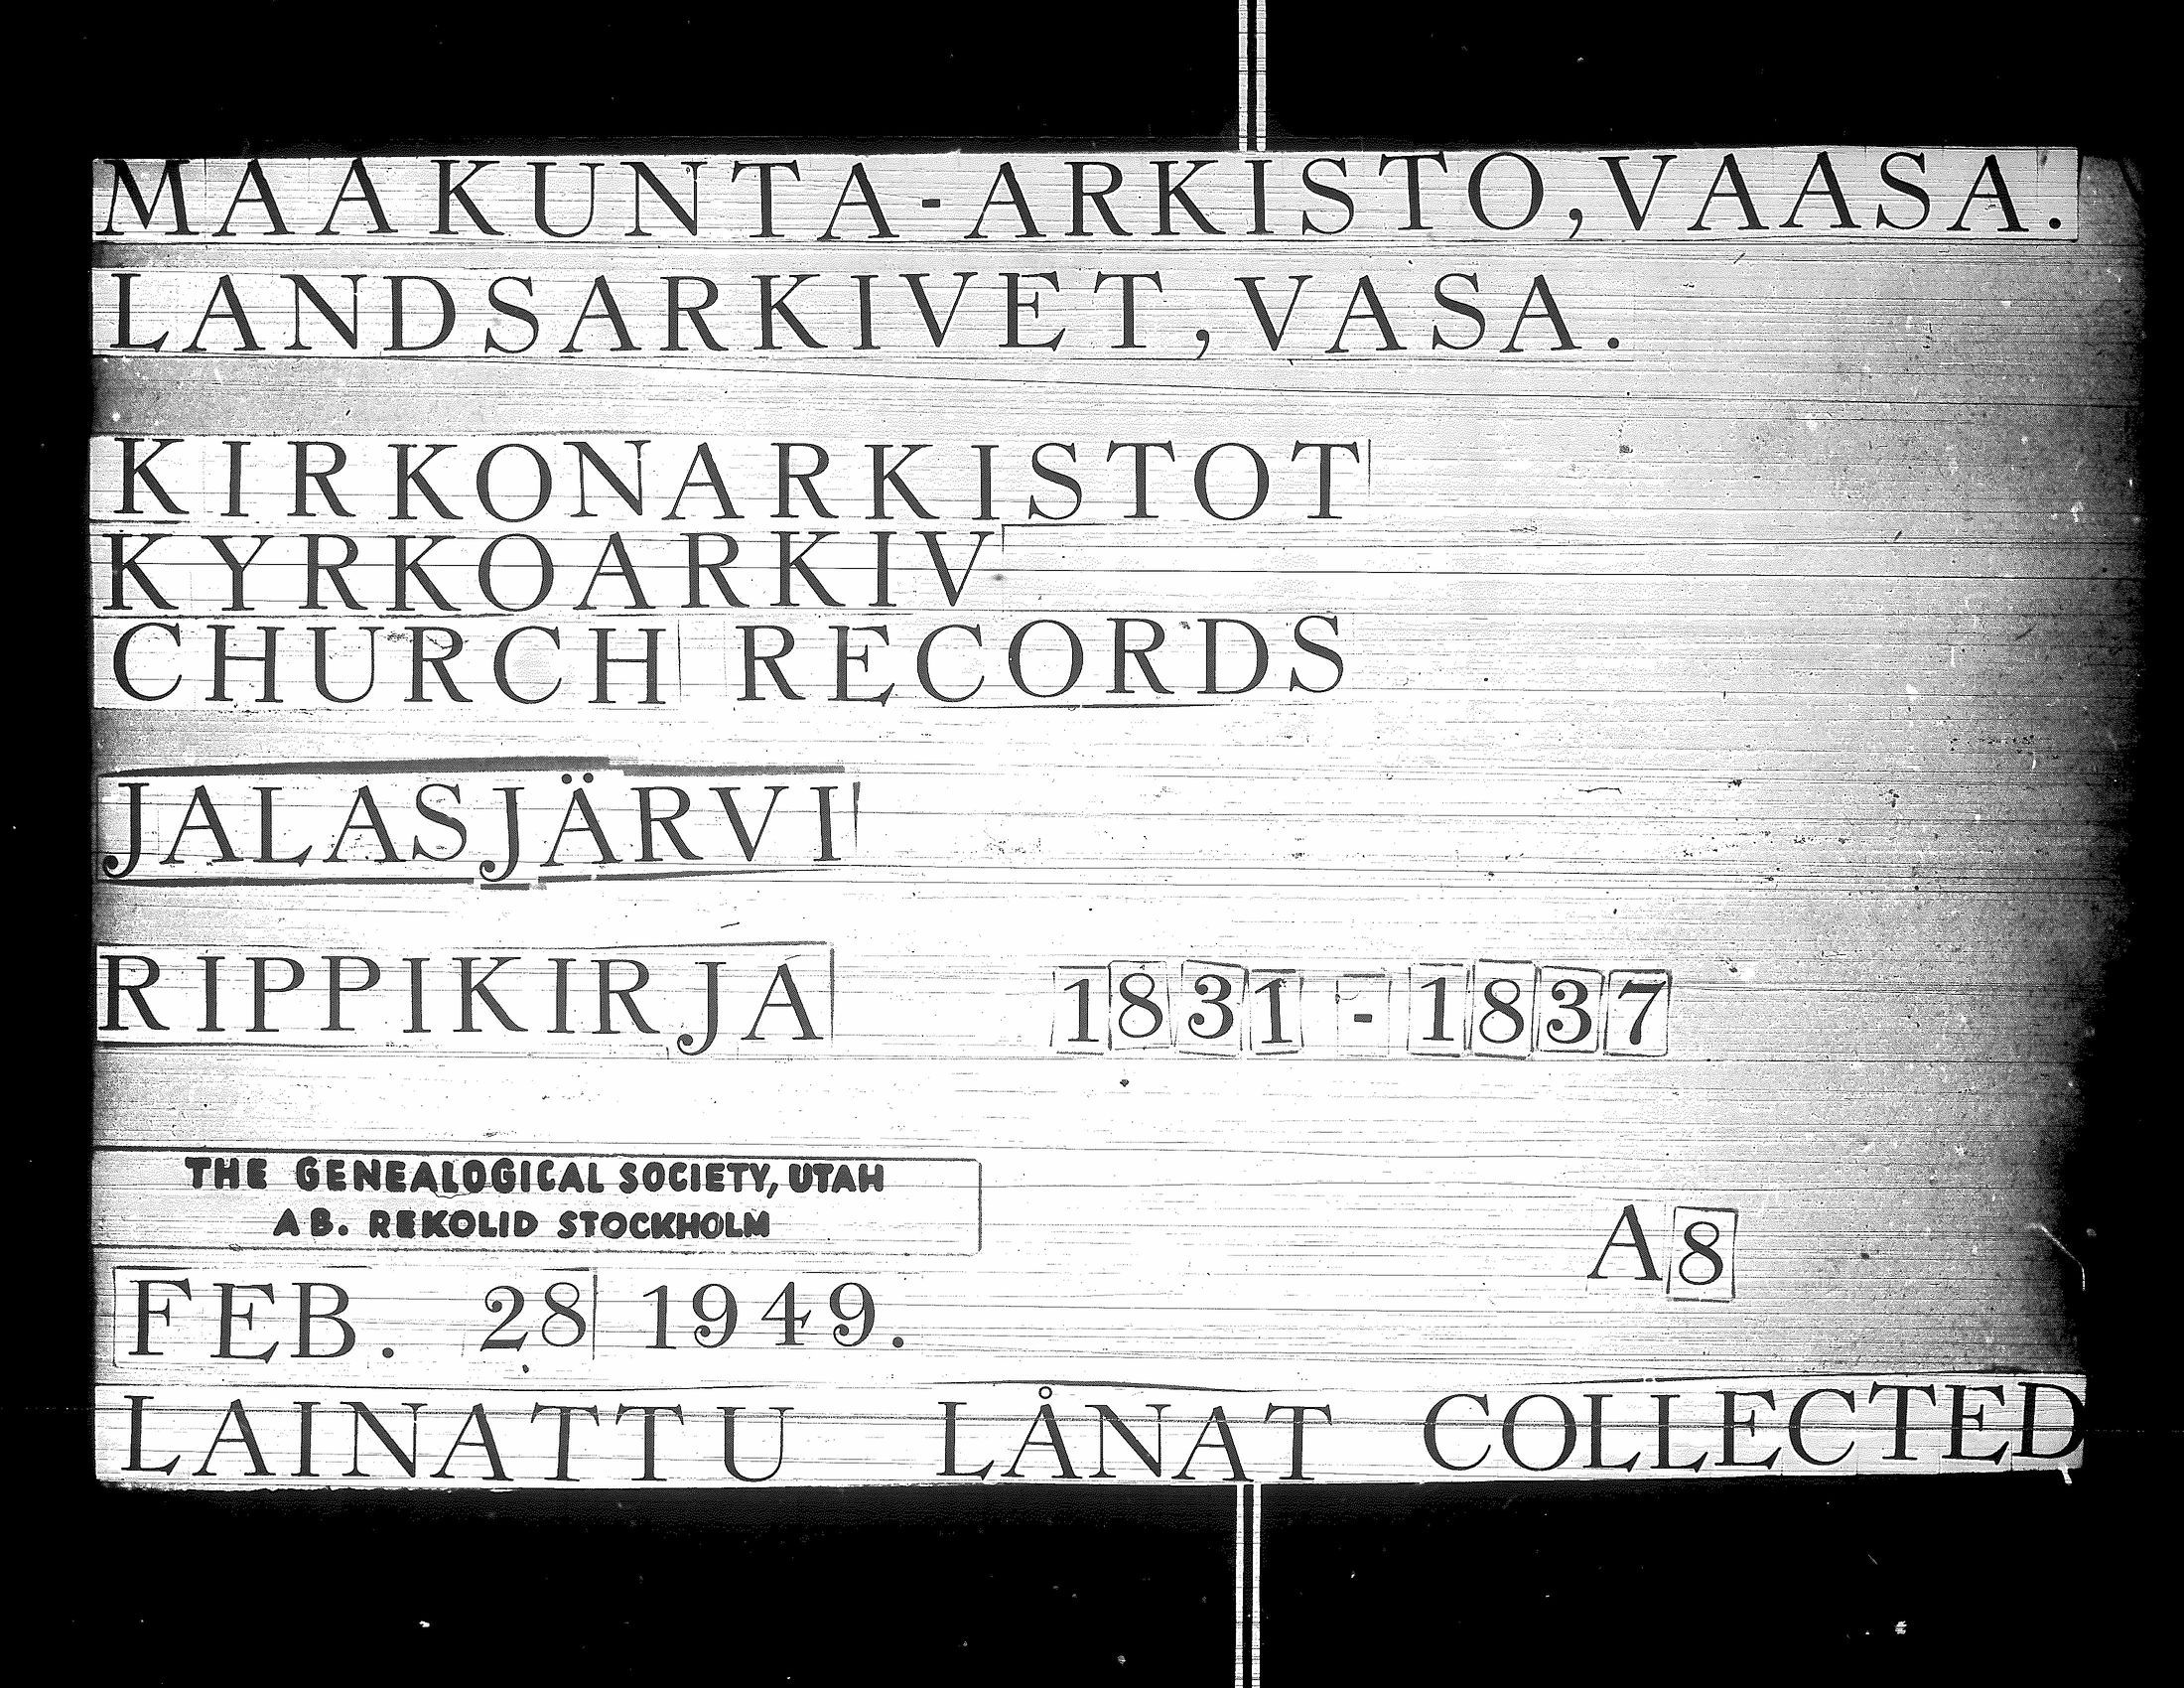 MAAKUNTA-ARKISTO, VAASA.
LANDSARKIVET, VASA.
KIRKONARKISTOT
KYRKOARKIV
CHURCH RECORDS
JALASJÄRVI
RIPPIKIRJA 1831 - 1837
THE GENEALOGICAL SOCIETY, UTAH
AB. REKOLID STOCKHOLM
A8
FEB. 28 1949.
LAINATTU LÅNAT COLLECTED